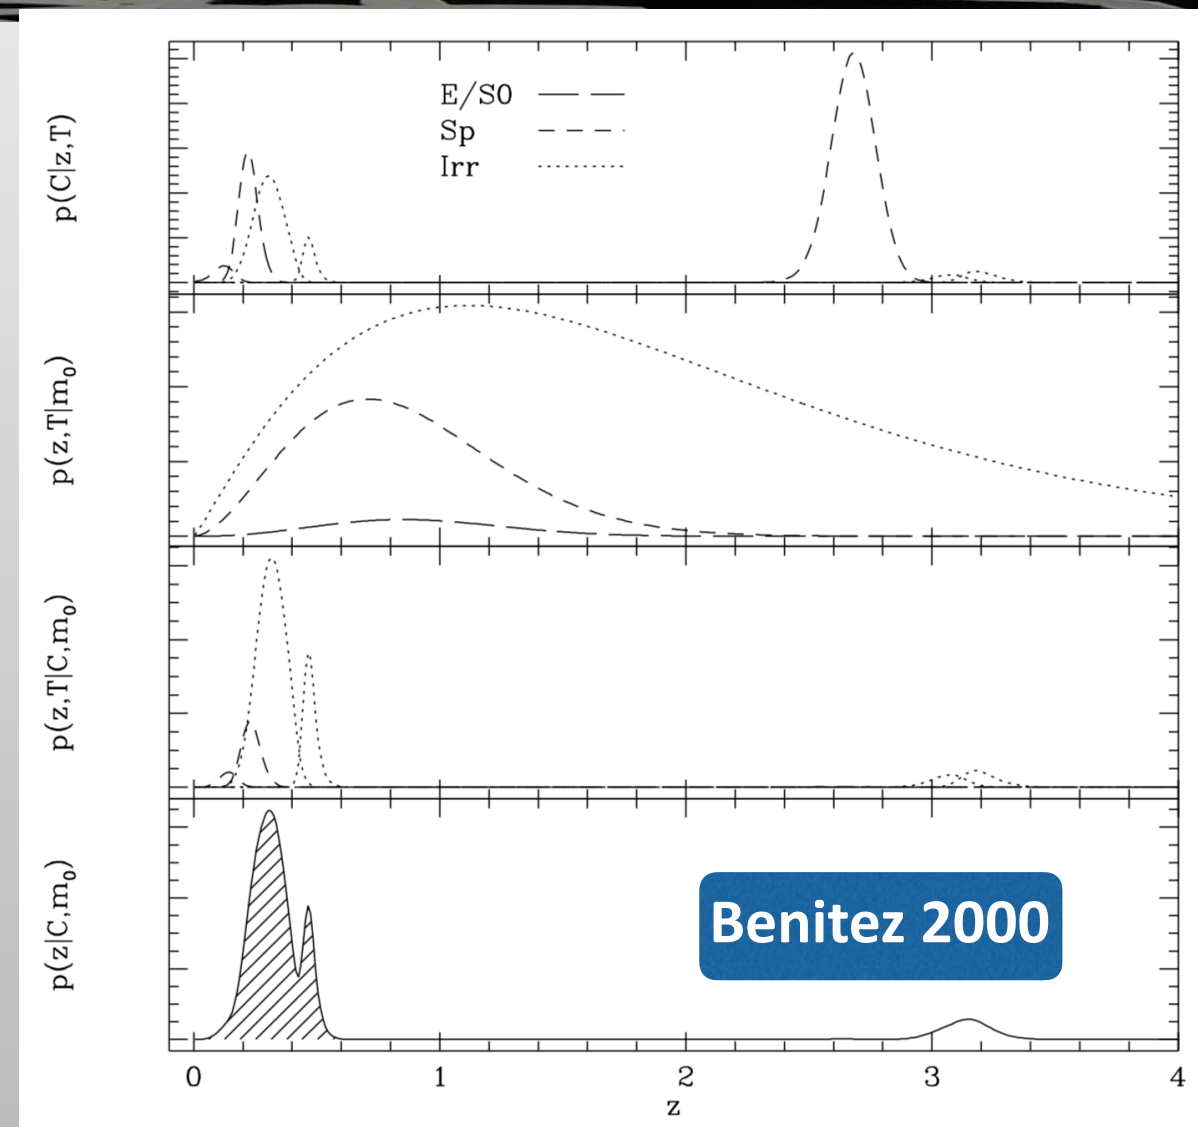 E/S0
Sp
Irr
p(C|z,T)
p(z,T|m₀)
p(z,T|C,m₀)
p(z|C,m₀)
Benitez 2000
0 1 2 3 4
z